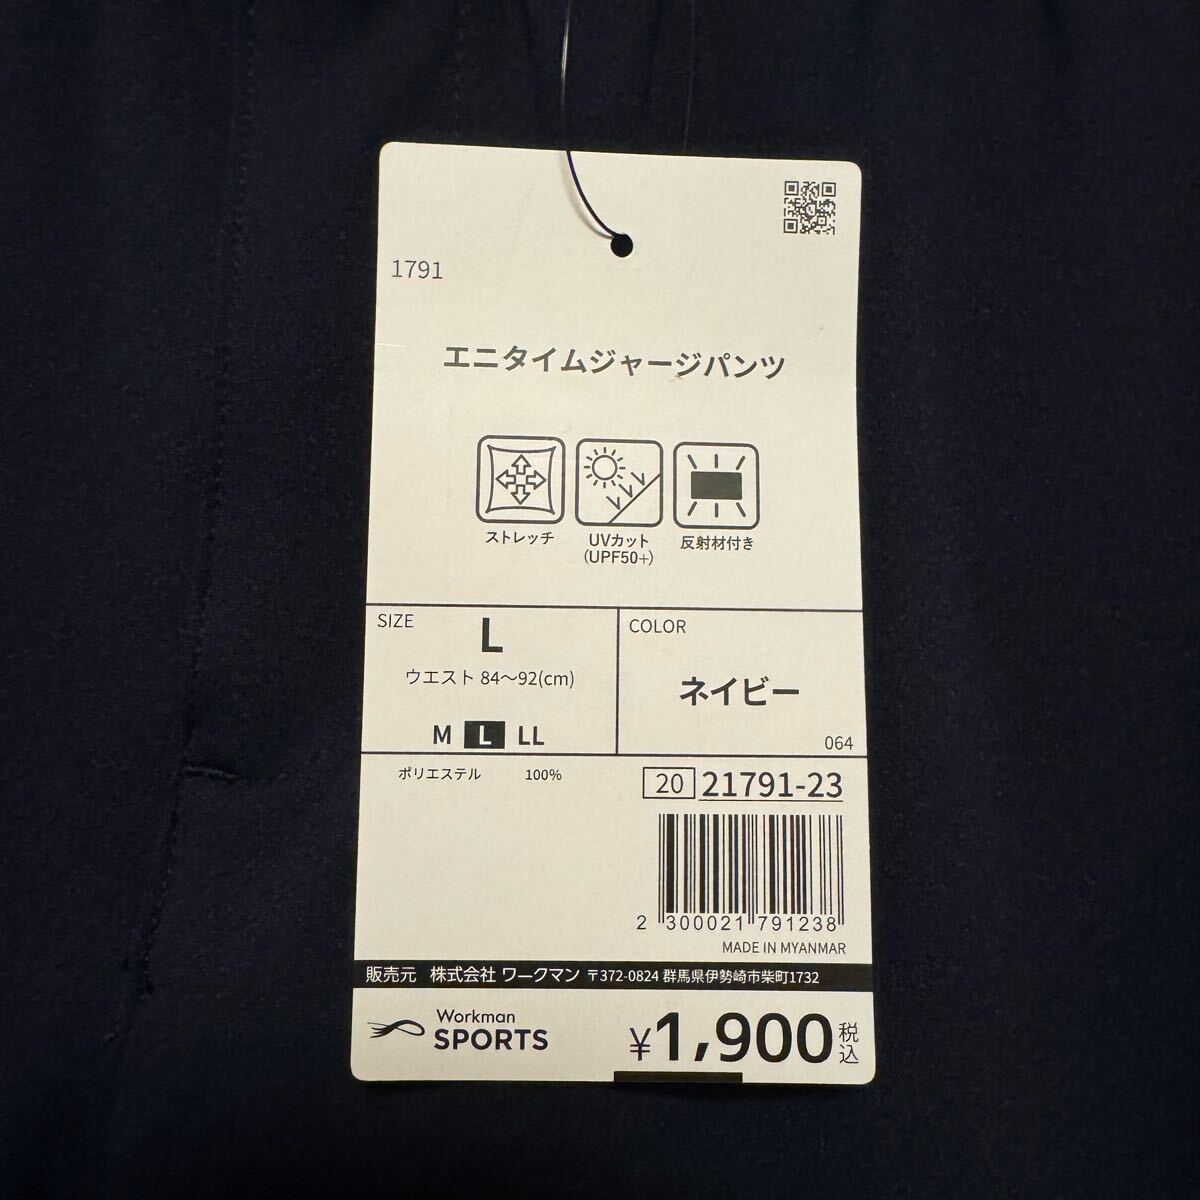 1791
エニタイムジャージパンツ
ストレッチ
UVカット
(UPF50+)
反射材付き
SIZE
L
ウエスト 84～92(cm)
M L LL
COLOR
ネイビー
064
ポリエステル 100%
20 21791-23
2 300021 791238
MADE IN MYANMAR
販売元 株式会社 ワークマン 〒372-0824 群馬県伊勢崎市柴町1732
Workman
SPORTS
¥1,900税込